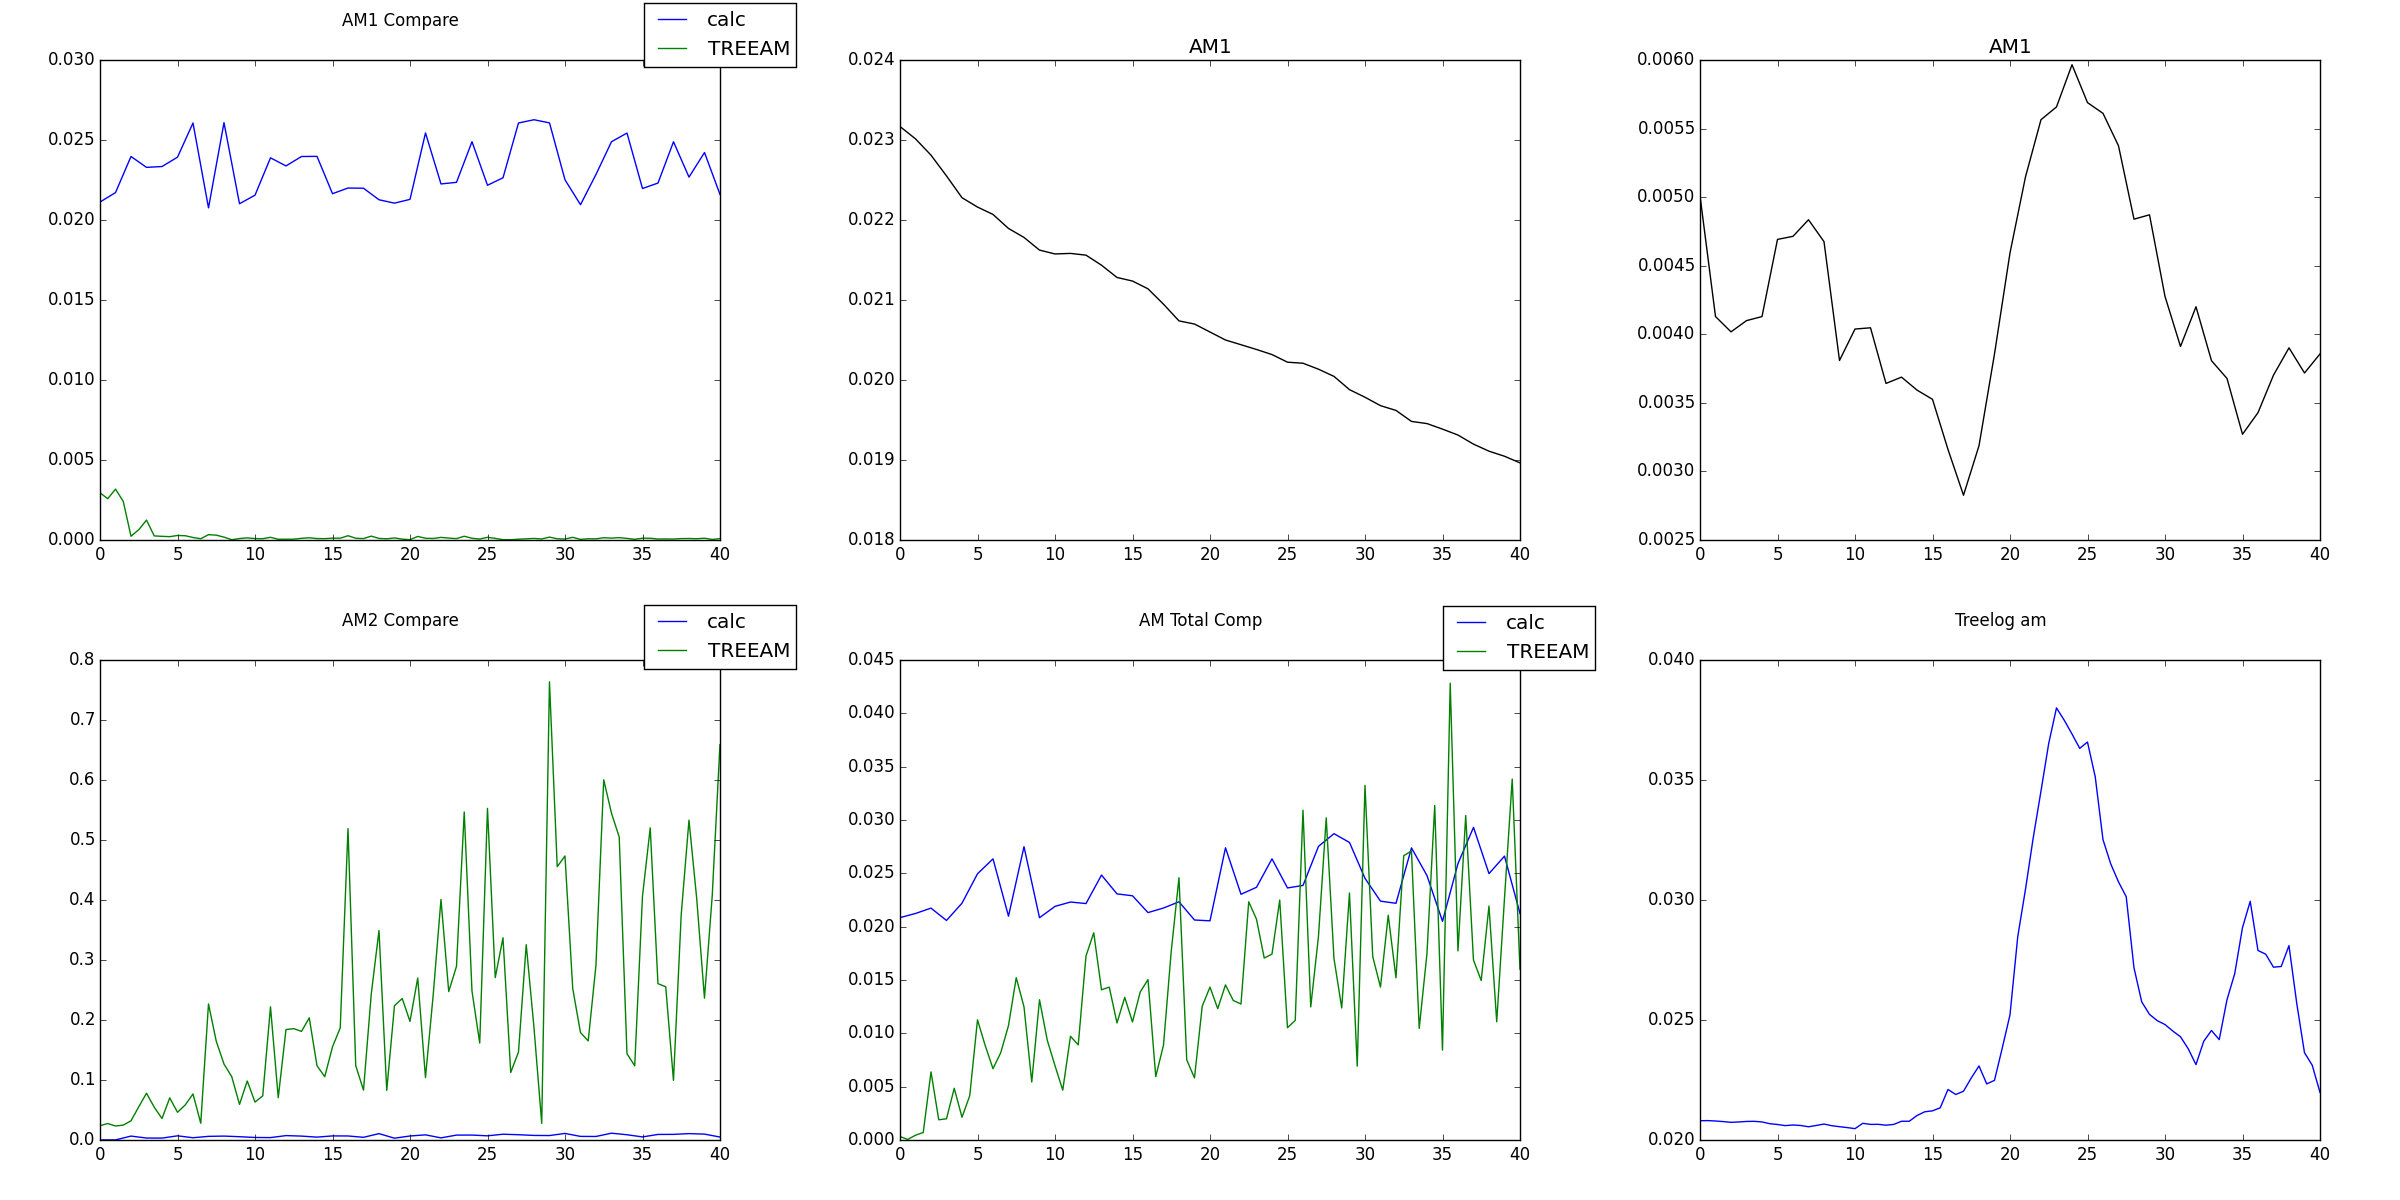 AM1 Compare
calc
TREEAM
0.030
0.025
0.020
0.015
0.010
0.005
0.000
0 5 10 15 20 25 30 35 40
AM1
0.024
0.023
0.022
0.021
0.020
0.019
0.018
0 5 10 15 20 25 30 35 40
AM1
0.0060
0.0055
0.0050
0.0045
0.0040
0.0035
0.0030
0.0025
0 5 10 15 20 25 30 35 40
AM2 Compare
calc
TREEAM
0.8
0.7
0.6
0.5
0.4
0.3
0.2
0.1
0.0
0 5 10 15 20 25 30 35 40
AM Total Comp
calc
TREEAM
0.045
0.040
0.035
0.030
0.025
0.020
0.015
0.010
0.005
0.000
0 5 10 15 20 25 30 35 40
Treelog am
0.040
0.035
0.030
0.025
0.020
0 5 10 15 20 25 30 35 40